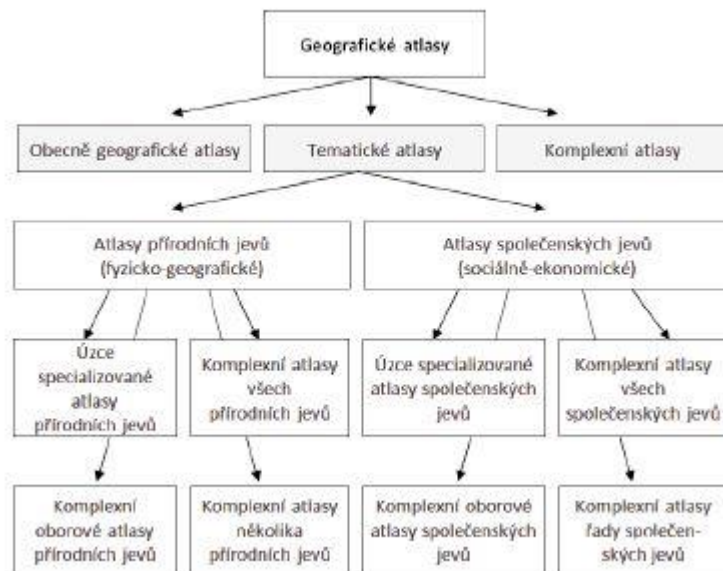 Geografické atlasy
Obecně geografické atlasy
Tematické atlasy
Komplexní atlasy
Atlasy přírodních jevů
(fyzicko-geografické)
Atlasy společenských jevů
(sociálně-ekonomické)
Úzce
specializované
atlasy
přírodních jevů
Komplexní atlasy
všech
přírodních jevů
Úzce specializované
atlasy společenských
jevů
Komplexní atlasy
všech
společenských jevů
Komplexní
oborové atlasy
přírodních jevů
Komplexní atlasy
několika
přírodních jevů
Komplexní oborové
atlasy společenských
jevů
Komplexní atlasy
řady společen-
ských jevů